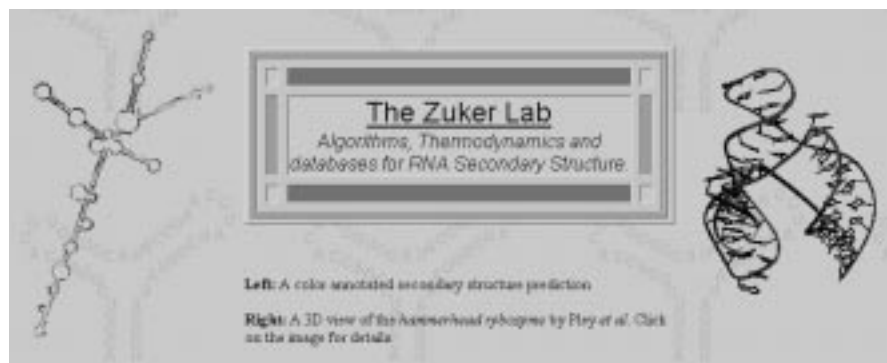 The Zuker Lab
Algorithms, Thermodynamics and
databases for RNA Secondary Structure.
Left: A color annotated secondary structure prediction
Right: A 3D view of the hammerhead rybozyme by Pley et al. Click
on the image for details